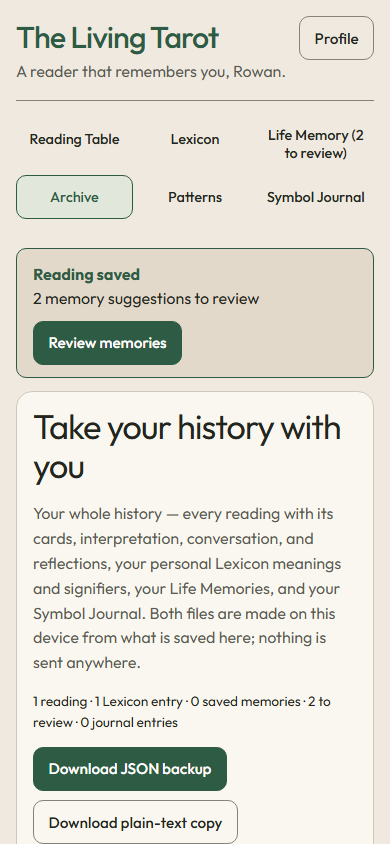 The Living Tarot
Profile
A reader that remembers you, Rowan.
Reading Table
Lexicon
Life Memory (2
to review)
Archive
Patterns
Symbol Journal
Reading saved
2 memory suggestions to review
Review memories
Take your history with
you
Your whole history — every reading with its
cards, interpretation, conversation, and
reflections, your personal Lexicon meanings
and signifiers, your Life Memories, and your
Symbol Journal. Both files are made on this
device from what is saved here; nothing is
sent anywhere.
1 reading · 1 Lexicon entry · 0 saved memories · 2 to
review · 0 journal entries
Download JSON backup
Download plain-text copy